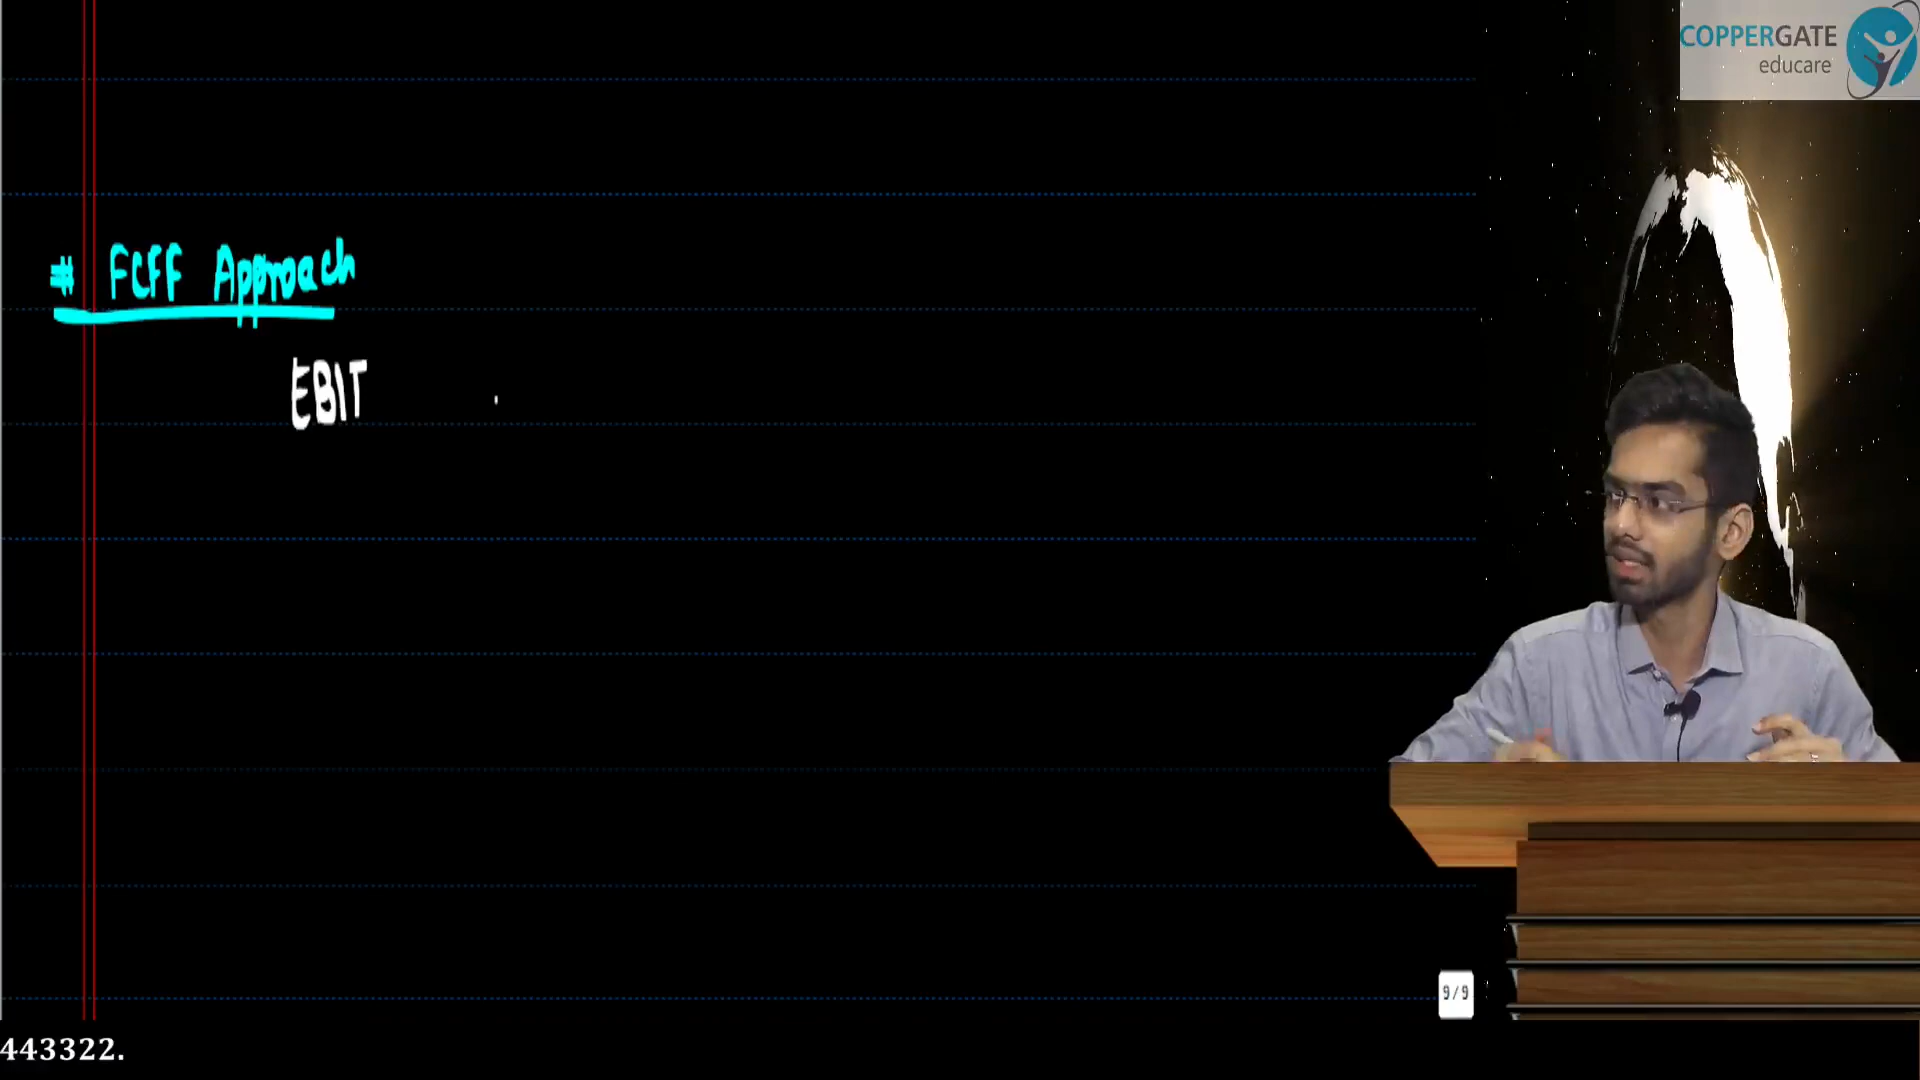 COPPERGATE
educare
# FCFF Approach
EBIT
9/9
443322.